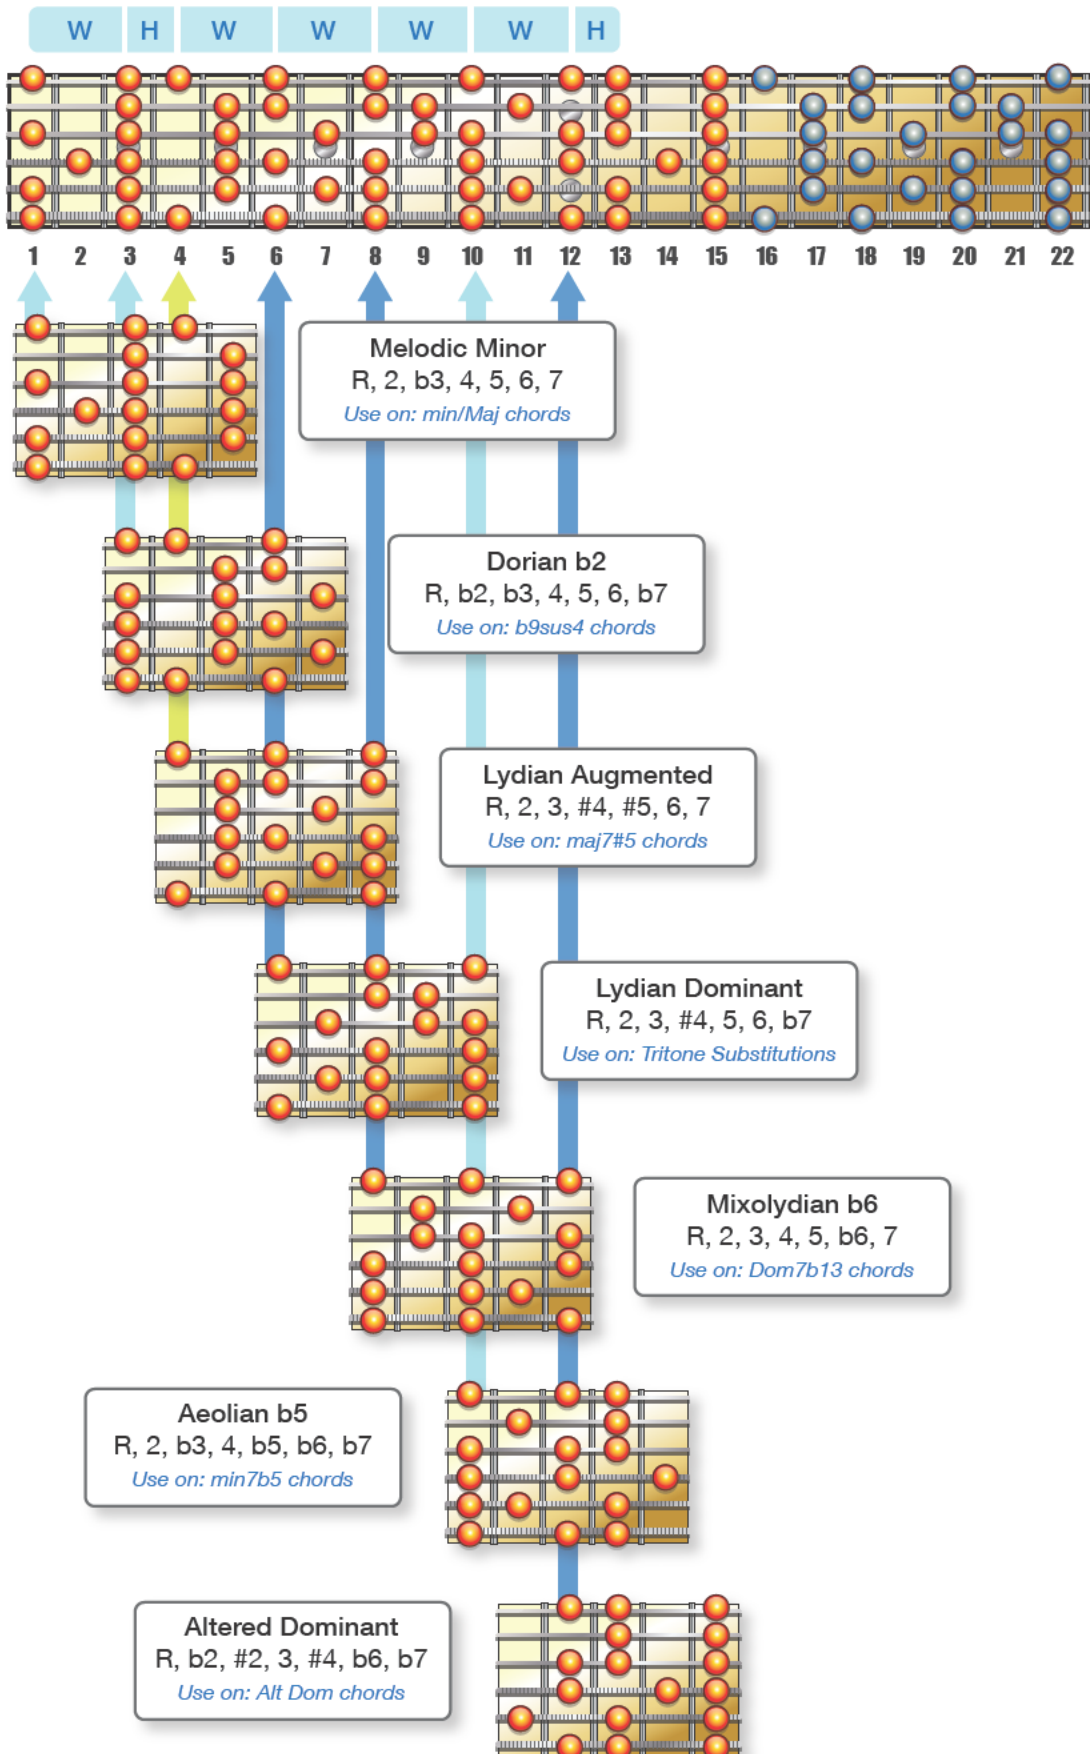 W H W W W W H
1 2 3 4 5 6 7 8 9 10 11 12 13 14 15 16 17 18 19 20 21 22
Melodic Minor
R, 2, b3, 4, 5, 6, 7
Use on: min/Maj chords
Dorian b2
R, b2, b3, 4, 5, 6, b7
Use on: b9sus4 chords
Lydian Augmented
R, 2, 3, #4, #5, 6, 7
Use on: maj7#5 chords
Lydian Dominant
R, 2, 3, #4, 5, 6, b7
Use on: Tritone Substitutions
Mixolydian b6
R, 2, 3, 4, 5, b6, 7
Use on: Dom7b13 chords
Aeolian b5
R, 2, b3, 4, b5, b6, b7
Use on: min7b5 chords
Altered Dominant
R, b2, #2, 3, #4, b6, b7
Use on: Alt Dom chords